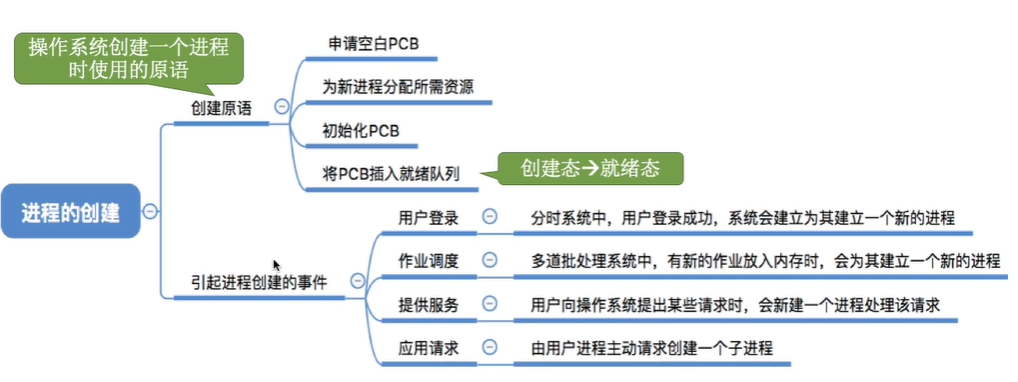 操作系统创建一个进程
时使用的原语
申请空白PCB
为新进程分配所需资源
创建原语
初始化PCB
将PCB插入就绪队列
创建态→就绪态
进程的创建
用户登录
分时系统中，用户登录成功，系统会建立为其建立一个新的进程
作业调度
多道批处理系统中，有新的作业放入内存时，会为其建立一个新的进程
引起进程创建的事件
提供服务
用户向操作系统提出某些请求时，会新建一个进程处理该请求
应用请求
由用户进程主动请求创建一个子进程